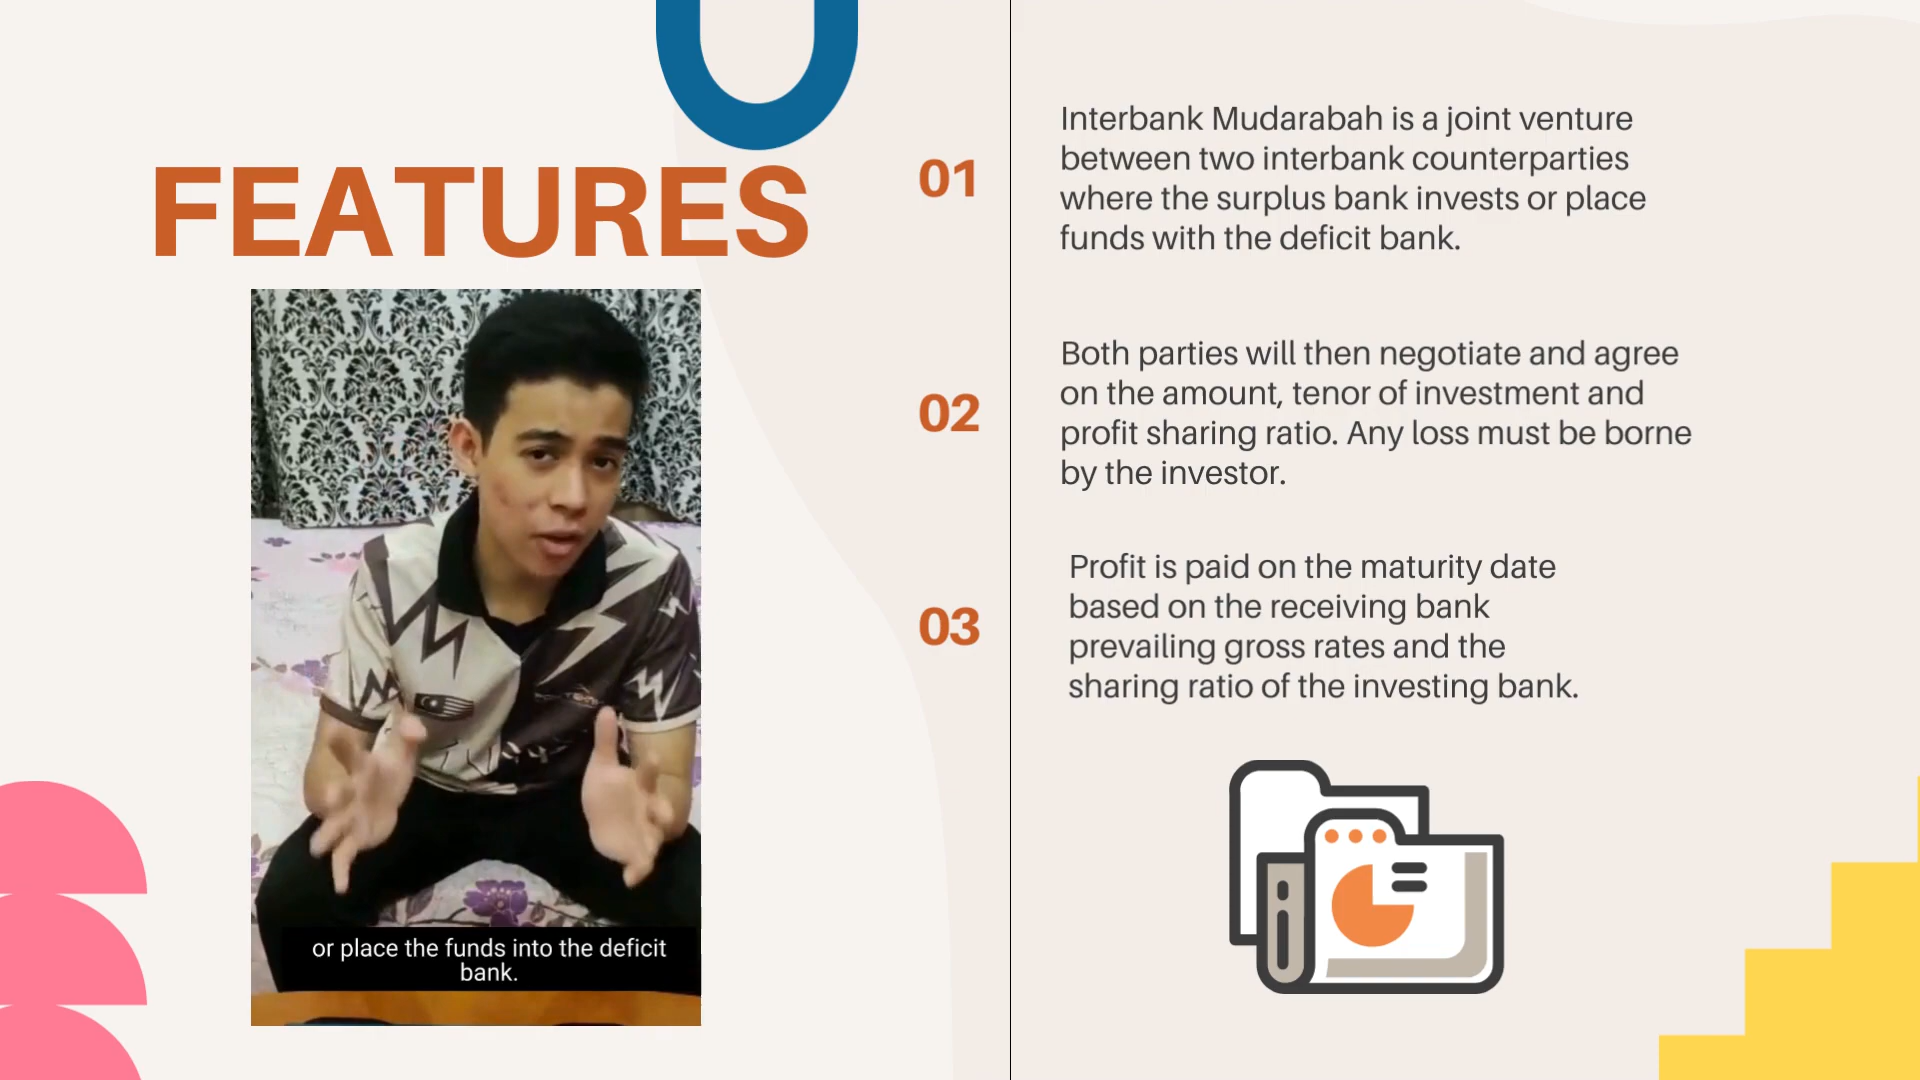 FEATURES
01
Interbank Mudarabah is a joint venture
between two interbank counterparties
where the surplus bank invests or place
funds with the deficit bank.
02
Both parties will then negotiate and agree
on the amount, tenor of investment and
profit sharing ratio. Any loss must be borne
by the investor.
03
Profit is paid on the maturity date
based on the receiving bank
prevailing gross rates and the
sharing ratio of the investing bank.
or place the funds into the deficit
bank.